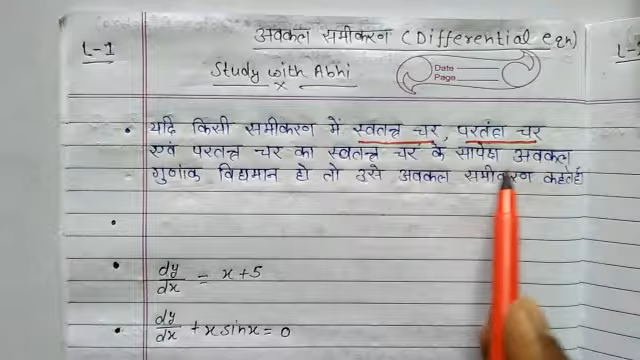 L-1
अवकल समीकरण (Differential eqn)
Study with Abhi
x
Date
Page
यदि किसी समीकरण में स्वतन्त्र चर, परतंत्र चर
एवं परतन्त्र चर का स्वतन्त्र चर के सापेक्ष अवकल
गुणांक विद्यमान हो तो उसे अवकल समीकरण कहते है
dy/dx = x+5
dy/dx + x sinx = 0